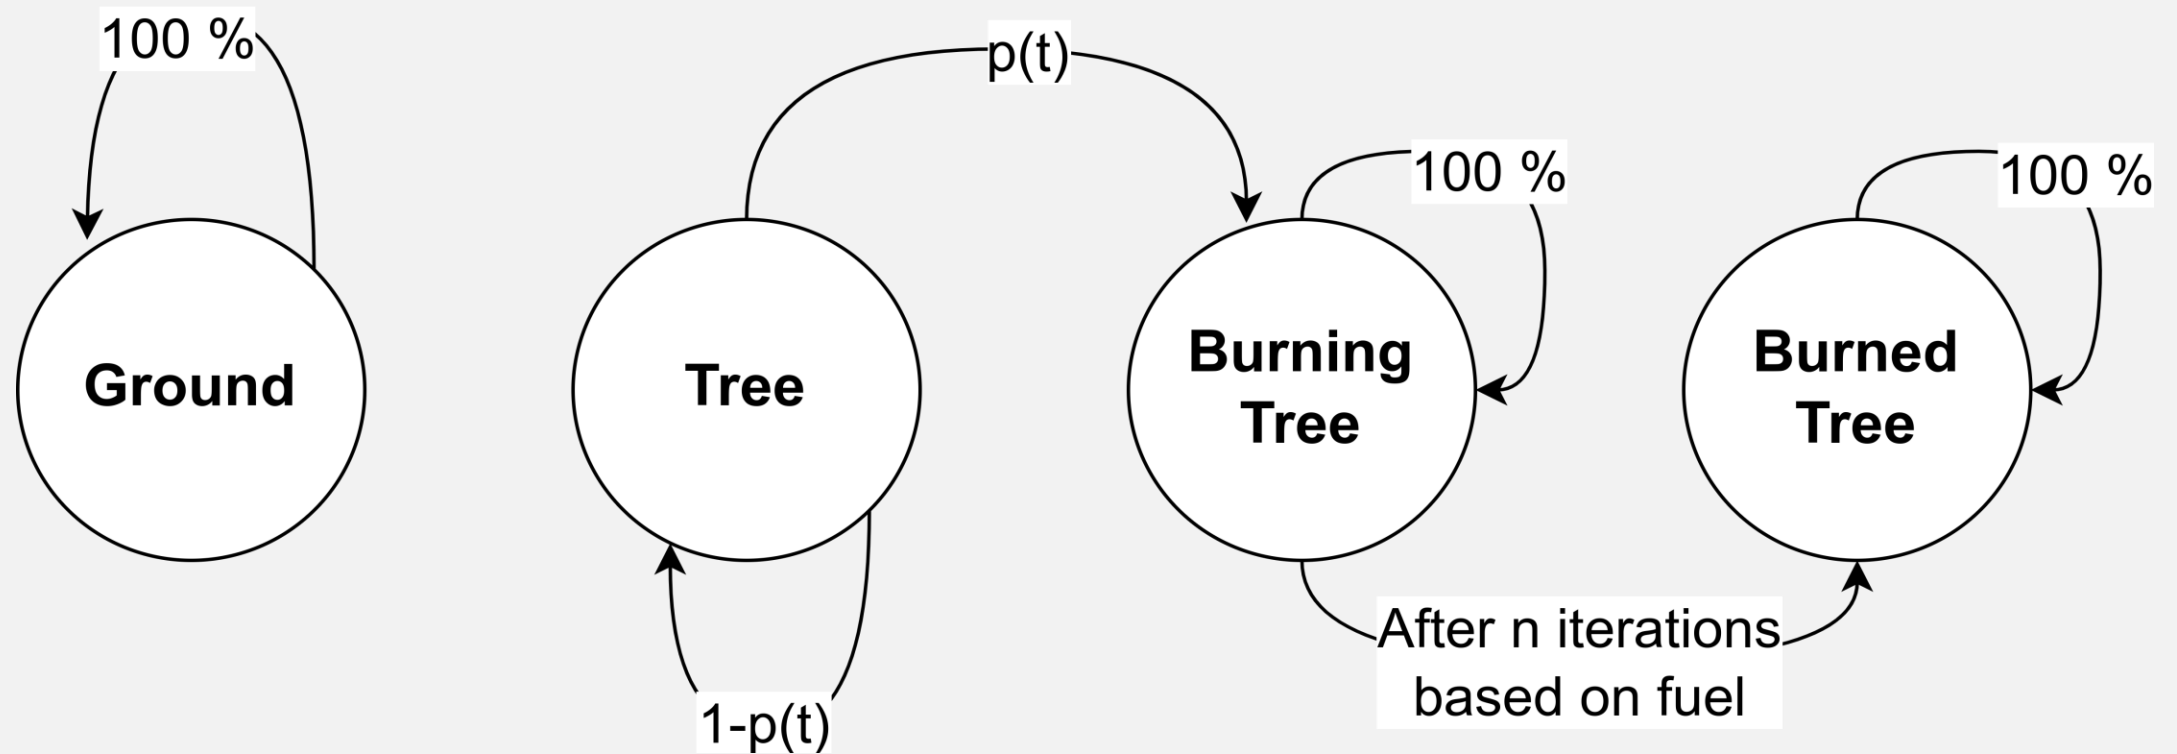 100 %
p(t)
100 %
100 %
Ground
Tree
Burning
Tree
Burned
Tree
After n iterations
based on fuel
1-p(t)